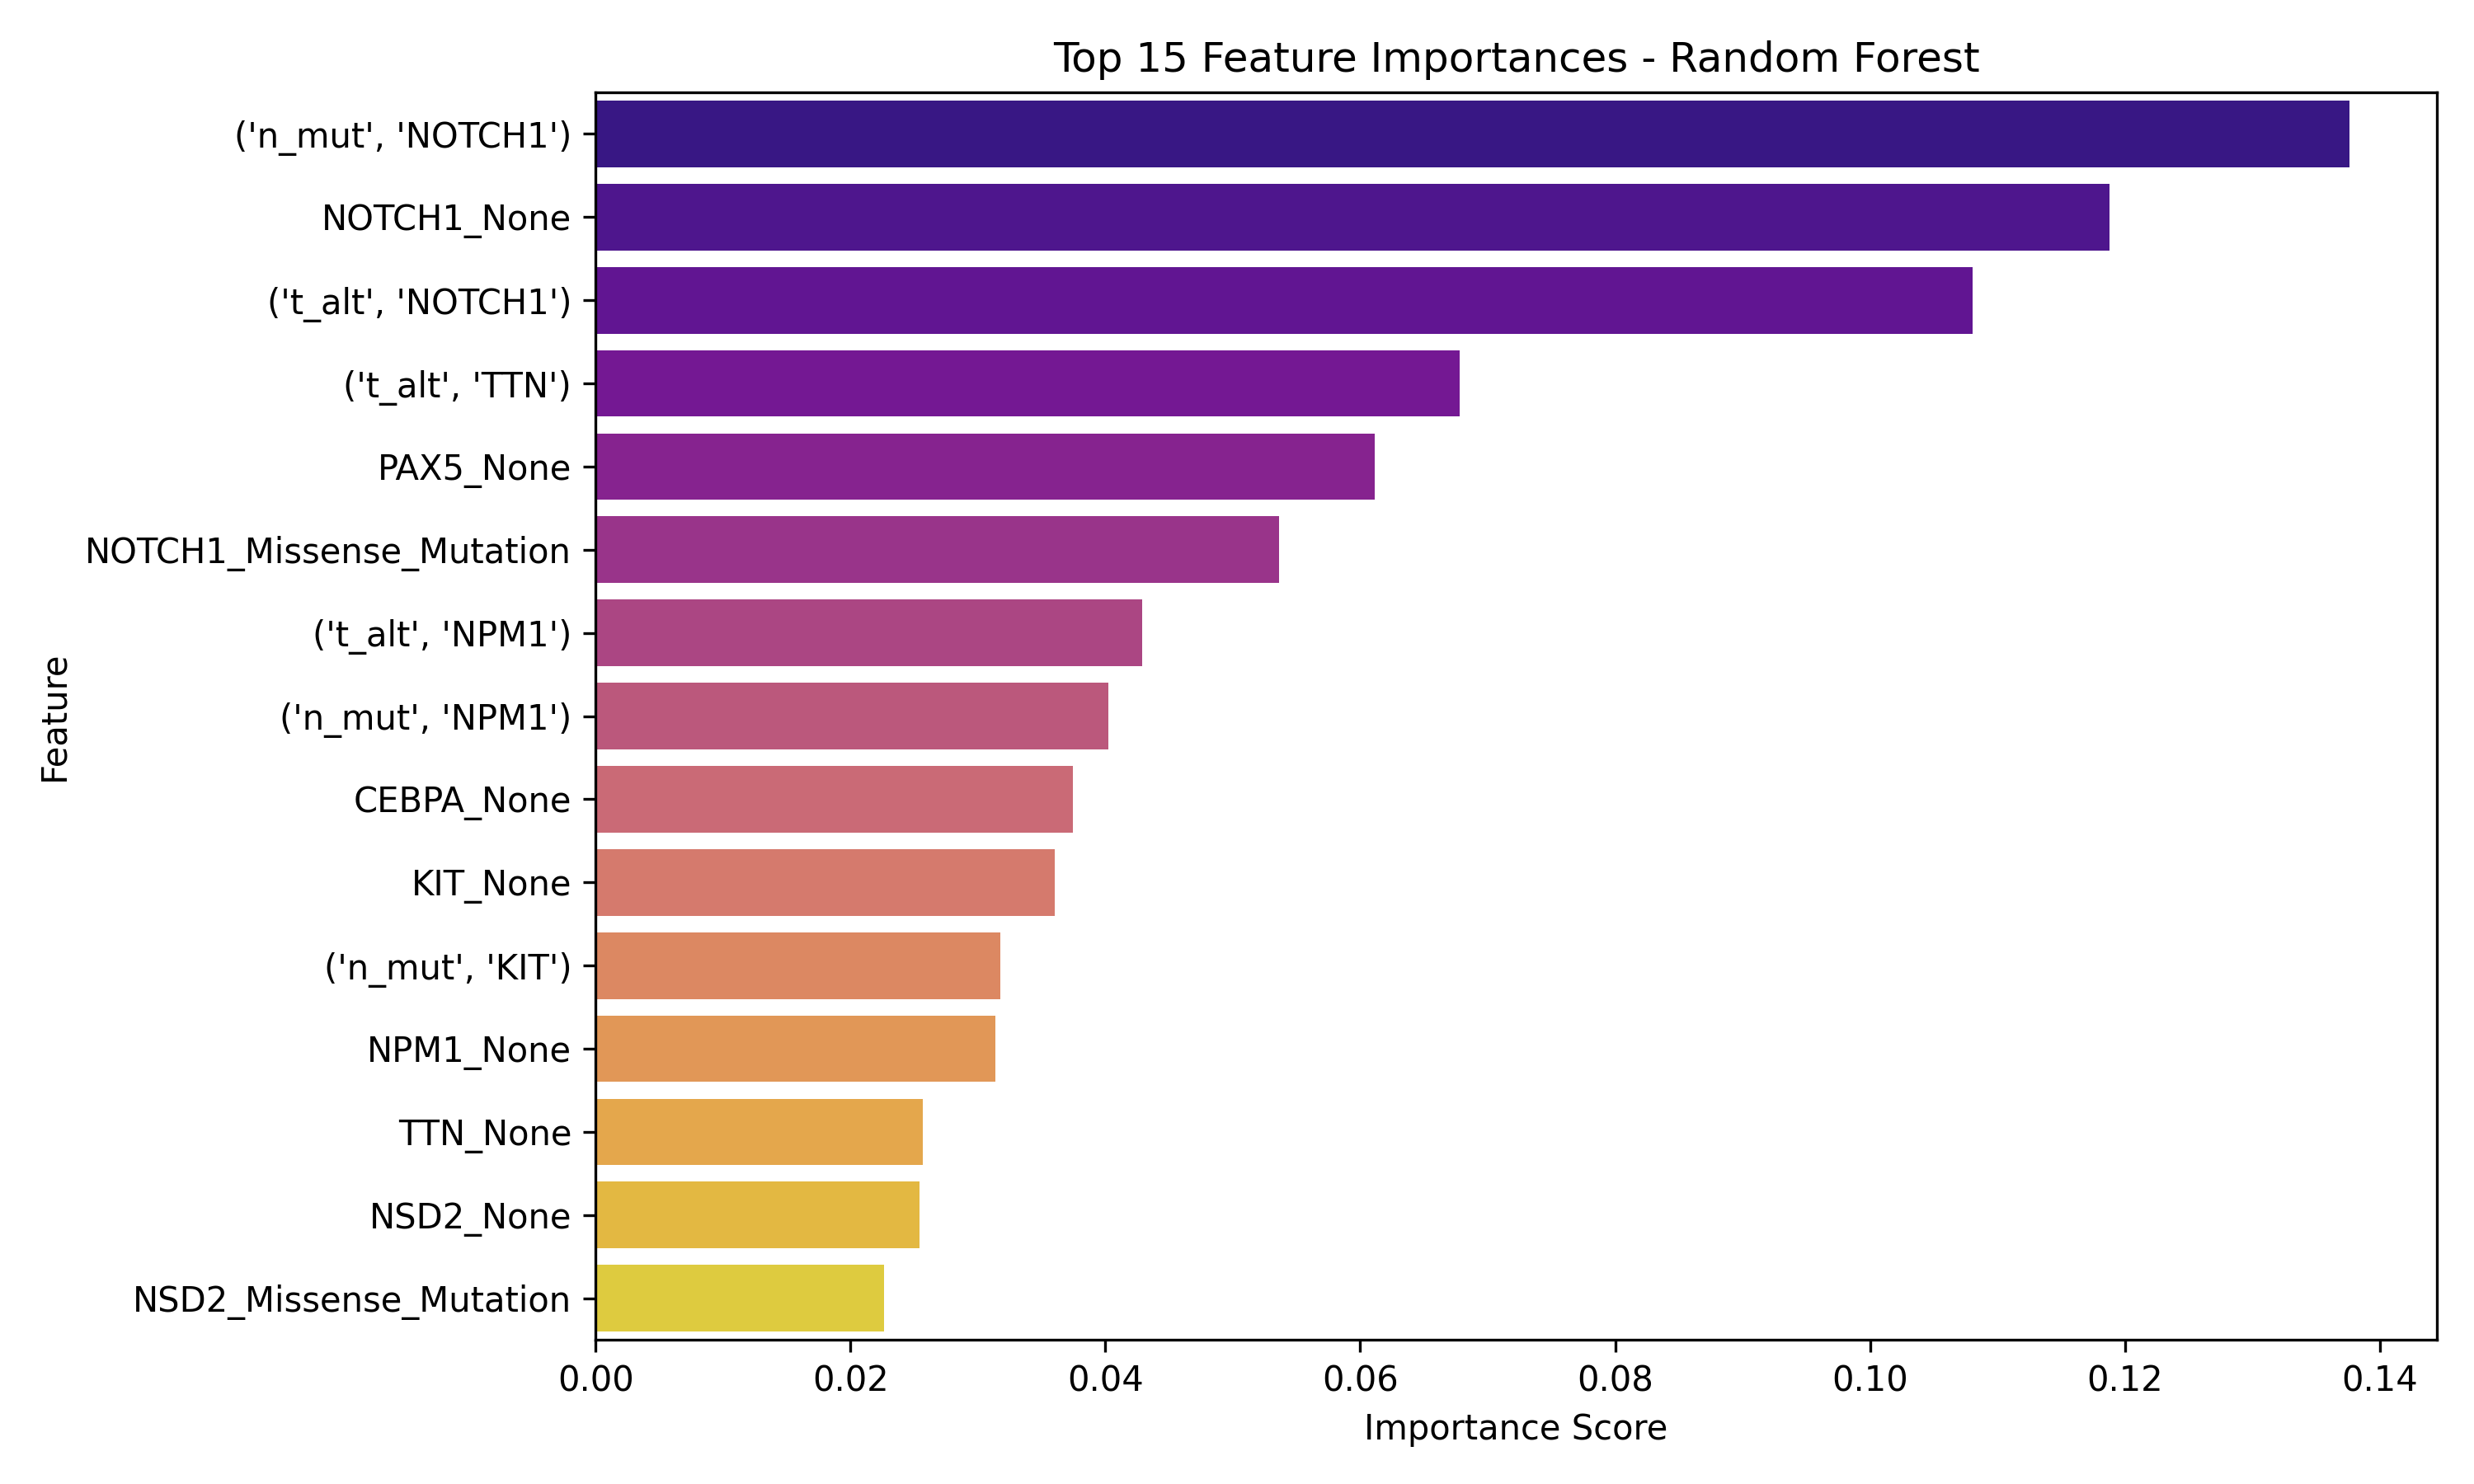 Top 15 Feature Importances - Random Forest
('n_mut', 'NOTCH1')
NOTCH1_None
('t_alt', 'NOTCH1')
('t_alt', 'TTN')
PAX5_None
NOTCH1_Missense_Mutation
('t_alt', 'NPM1')
('n_mut', 'NPM1')
CEBPA_None
KIT_None
('n_mut', 'KIT')
NPM1_None
TTN_None
NSD2_None
NSD2_Missense_Mutation
Feature
0.00 0.02 0.04 0.06 0.08 0.10 0.12 0.14
Importance Score